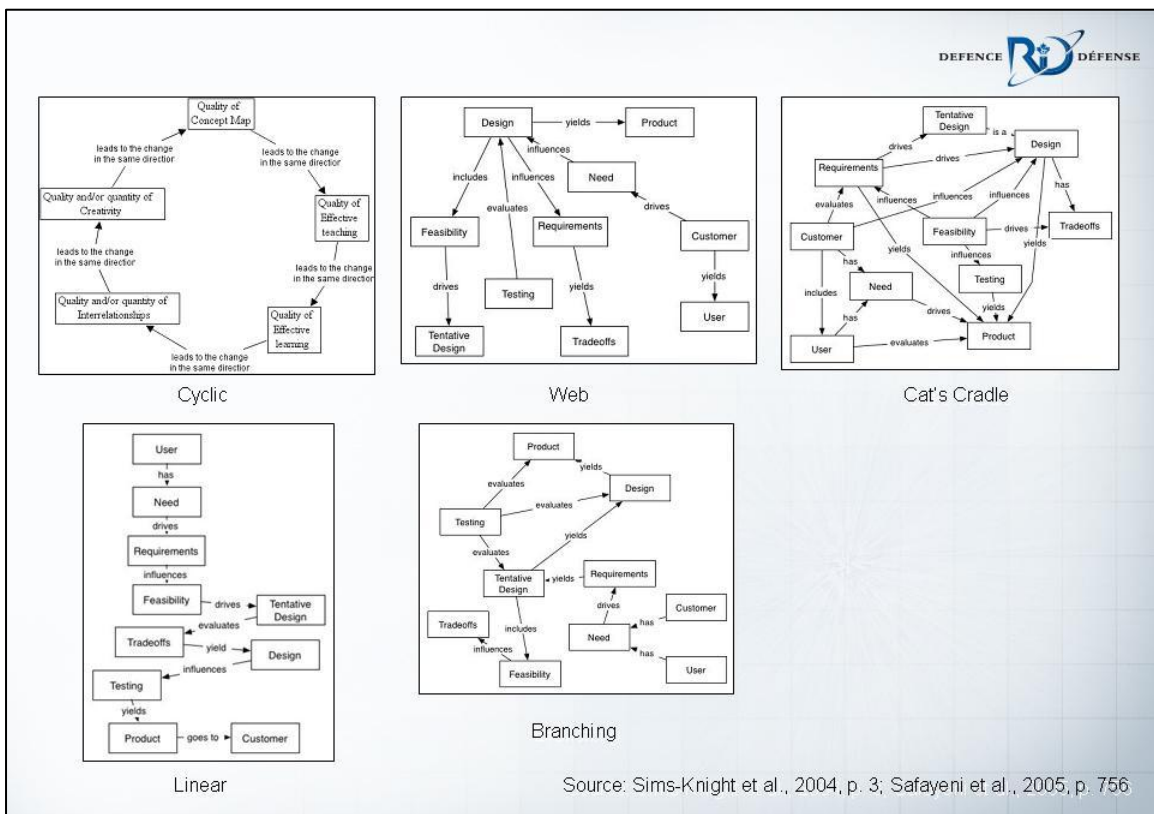 DEFENCE
DÉFENSE
Quality of
Concept Map
leads to the change
in the same direction
leads to the change
in the same direction
Quality and/or quantity of
Creativity
Quality of
Effective
teaching
leads to the change
in the same direction
leads to the change
in the same direction
Quality and/or quantity of
Interrelationships
Quality of
Effective
learning
leads to the change
in the same direction
Cyclic
Design
yields
Product
influences
includes
influences
Need
evaluates
drives
Feasibility
Requirements
Customer
drives
yields
yields
Testing
User
Tentative
Design
Tradeoffs
Web
Tentative
Design
is a
drives
Design
Requirements
drives
has
evaluates
influences
influences
influences
Customer
Feasibility
drives
Tradeoffs
yields
yields
has
influences
includes
Need
Testing
has
drives
yields
User
evaluates
Product
Cat's Cradle
User
has
Need
drives
Requirements
influences
Feasibility
drives
Tentative
Design
evaluates
Tradeoffs
yield
Design
influences
Testing
yields
Product
goes to
Customer
Linear
Product
yields
evaluates
Design
evaluates
Testing
yields
evaluates
Tentative
Design
yields
Requirements
drives
Customer
Tradeoffs
includes
has
Need
influences
has
Feasibility
User
Branching
Source: Sims-Knight et al., 2004, p. 3; Safayeni et al., 2005, p. 756